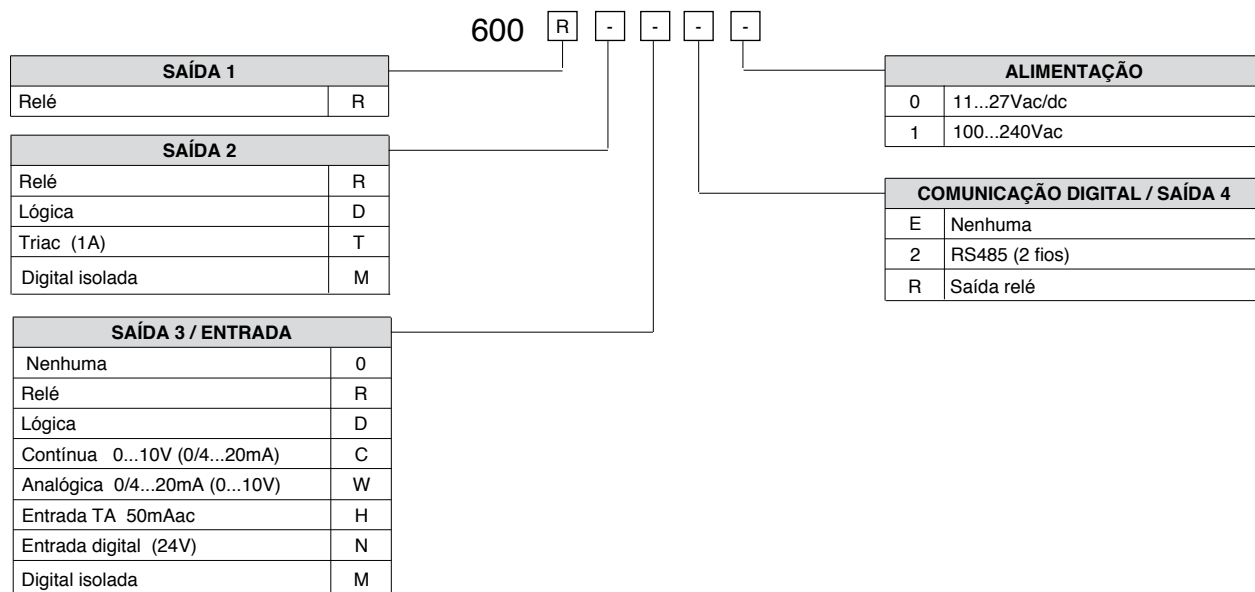 600 R - - - -
SAÍDA 1
Relé R
SAÍDA 2
Relé R
Lógica D
Triac (1A) T
Digital isolada M
SAÍDA 3 / ENTRADA
Nenhuma 0
Relé R
Lógica D
Contínua 0...10V (0/4...20mA) C
Analógica 0/4...20mA (0...10V) W
Entrada TA 50mAac H
Entrada digital (24V) N
Digital isolada M
ALIMENTAÇÃO
0 11...27Vac/dc
1 100...240Vac
COMUNICAÇÃO DIGITAL / SAÍDA 4
E Nenhuma
2 RS485 (2 fios)
R Saída relé